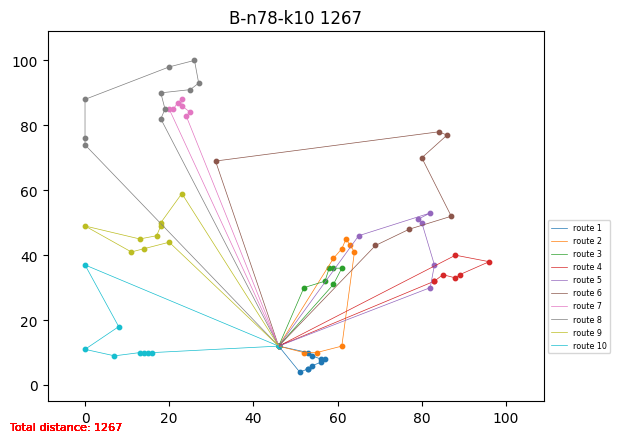 B-n78-k10 1267
100
80
60
40
20
0
0 20 40 60 80 100
route 1
route 2
route 3
route 4
route 5
route 6
route 7
route 8
route 9
route 10
Total distance: 1267